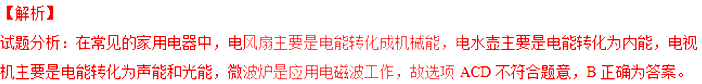 【解析】
试题分析：在常见的家用电器中，电风扇主要是电能转化成机械能，电水壶主要是电能转化为内能，电视
机主要是电能转化为声能和光能，微波炉是应用电磁波工作，故选项 ACD 不符合题意，B 正确为答案。